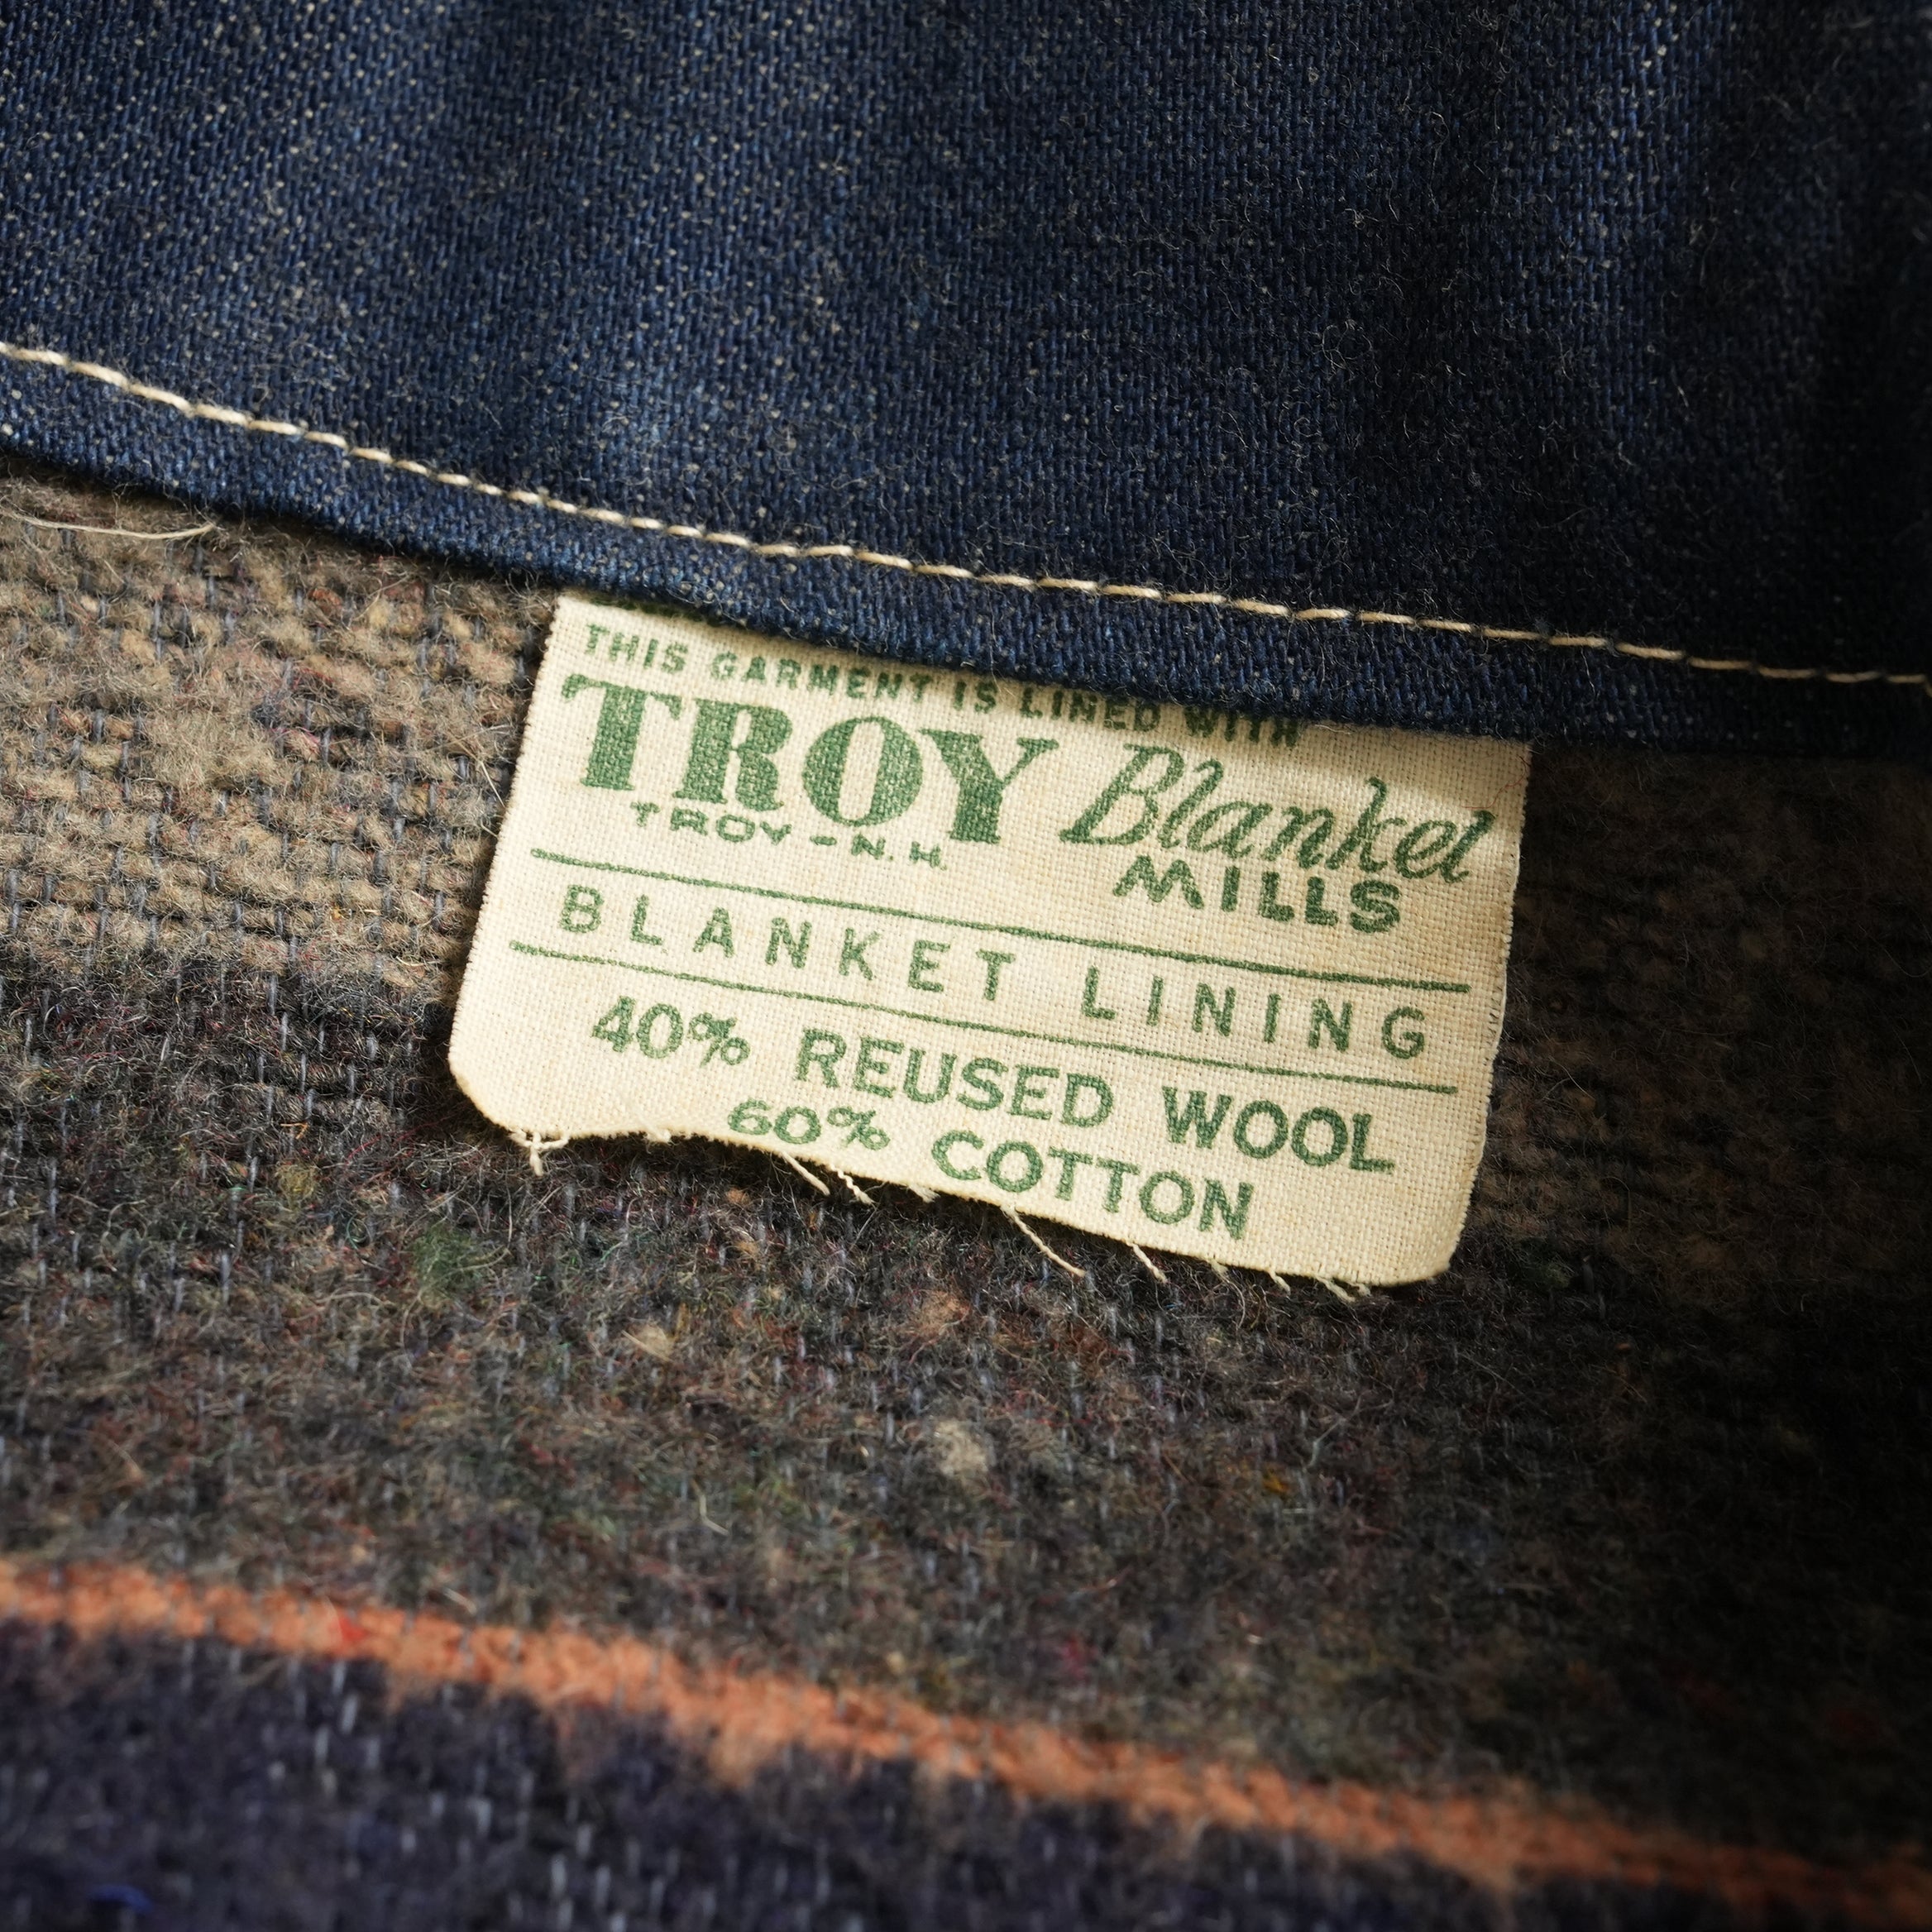 THIS GARMENT IS LINED WITH
TROY Blanket
TROY-N.H.
MILLS
BLANKET LINING
40% REUSED WOOL
60% COTTON